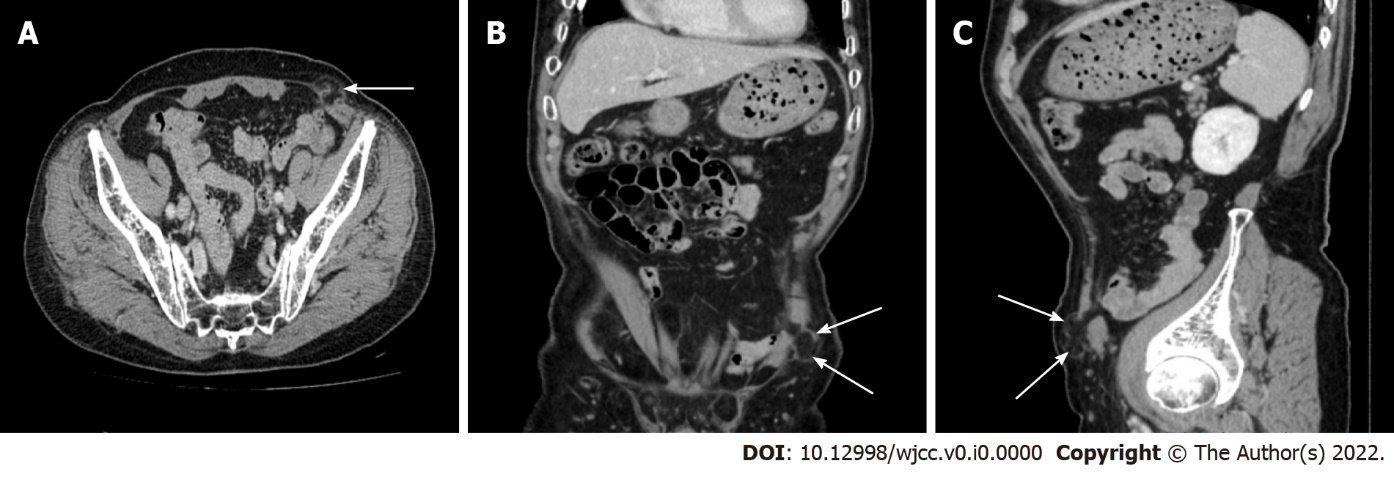 A
B
C
DOI: 10.12998/wjcc.v0.i0.0000 Copyright © The Author(s) 2022.